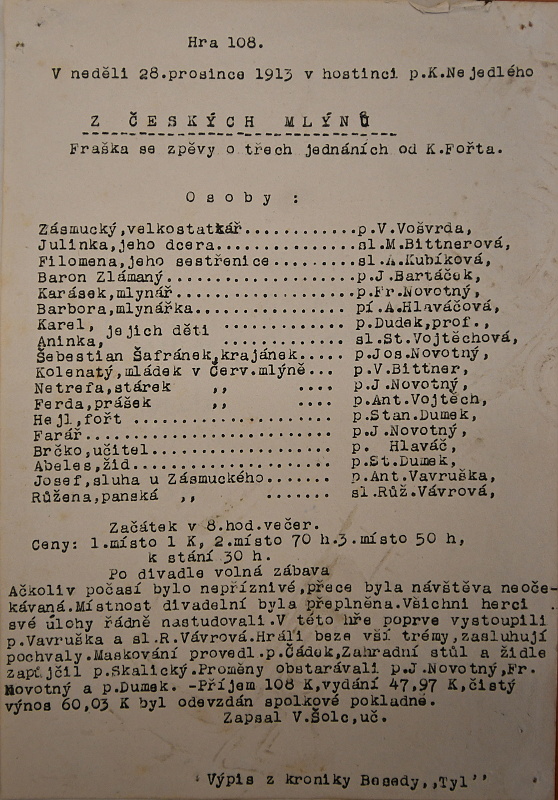 Hra 108.
V neděli 28.prosince 1913 v hostinci p.K.Nejedlého
Z ČESKÝCH MLÝNŮ
Fraška se zpěvy o třech jednáních od K.Fořta.
Osoby :
Zásmucký,velkostatkář............p.V.Vošvrda,
Julinka,jeho dcera...............sl.M.Bittnerová,
Filomena,jeho sestřenice.........sl.A.Kubíková,
Baron Zlámaný....................p.J.Bartáček,
Karásek,mlynář...................p.Fr.Novotný,
Barbora,mlynářka.................pí.A.Hlaváčová,
Karel, jejich děti ............ p.Dudek,prof.,
Aninka, ............ sl.St.Vojtěchová,
Šebestian Šafránek,krajánek..... p.Jos.Novotný,
Kolenatý,mládek v Červ.mlýně... p.V.Bittner,
Netrefa,stárek ,, .... p.J.Novotný,
Ferda,prášek ,, .... p.Ant.Vojtěch,
Hejl,fořt .................... p.Stan.Dumek,
Farář......................... p.J.Novotný,
Brčko,učitel.................. p. Hlaváč,
Abeles,žid.................... p.St.Dumek,
Josef,sluha u Zásmuckého........p.Ant.Vavruška,
Růžena,panská ,, ....... sl.Růž.Vávrová,
Začátek v 8.hod.večer.
Ceny: 1.místo 1 K, 2.místo 70 h.3.místo 50 h,
k stání 30 h.
Po divadle volná zábava
Ačkoliv počasí bylo nepříznivé,přece byla návštěva neoče-
kávaná.Místnost divadelní byla přeplněna.Všichni herci
své úlohy řádně nastudovali.V této hře poprve vystoupili
p.Vavruška a sl.R.Vávrová.Hráli beze vší trémy,zasluhují
pochvaly.Maskování provedl.p.Čádek,Zahradní stůl a židle
zapůjčil p.Skalický.Proměny obstarávali p.J.Novotný,Fr.
Novotný a p.Dumek. -Příjem 108 K,vydání 47,97 K,čistý
výnos 60,03 K byl odevzdán spolkové pokladně.
Zapsal V.Šolc,uč.
Výpis z kroniky Besedy,,Tyl''